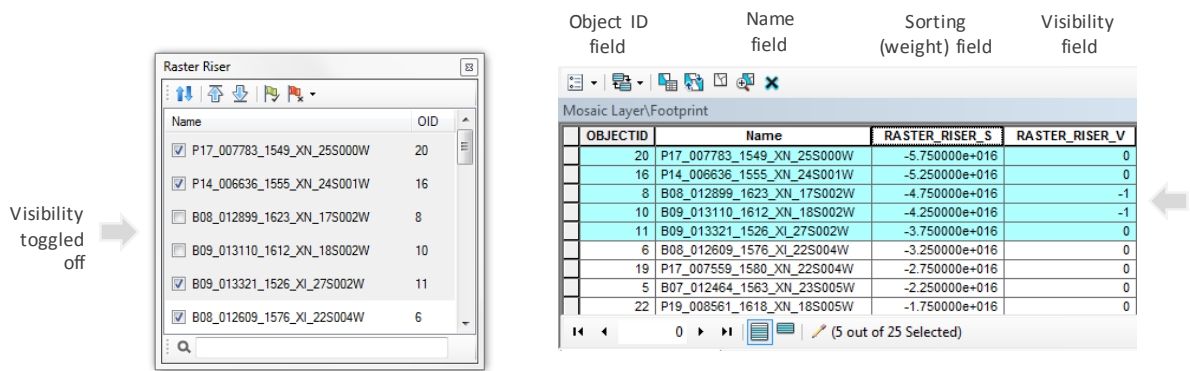 Object ID
field
Name
field
Sorting
(weight) field
Visibility
field
Visibility
toggled
off
Raster Riser
Name OID
P17_007783_1549_XN_25S000W 20
P14_006636_1555_XN_24S001W 16
B08_012899_1623_XN_17S002W 8
B09_013110_1612_XN_18S002W 10
B09_013321_1526_XI_27S002W 11
B08_012609_1576_XI_22S004W 6
Mosaic Layer\Footprint
OBJECTID Name RASTER_RISER_S RASTER_RISER_V
20 P17_007783_1549_XN_25S000W -5.750000e+016 0
16 P14_006636_1555_XN_24S001W -5.250000e+016 0
8 B08_012899_1623_XN_17S002W -4.750000e+016 -1
10 B09_013110_1612_XN_18S002W -4.250000e+016 -1
11 B09_013321_1526_XI_27S002W -3.750000e+016 0
6 B08_012609_1576_XI_22S004W -3.250000e+016 0
19 P17_007559_1580_XN_22S004W -2.750000e+016 0
5 B07_012464_1563_XN_23S005W -2.250000e+016 0
22 P19_008561_1618_XN_18S005W -1.750000e+016 0
0 (5 out of 25 Selected)